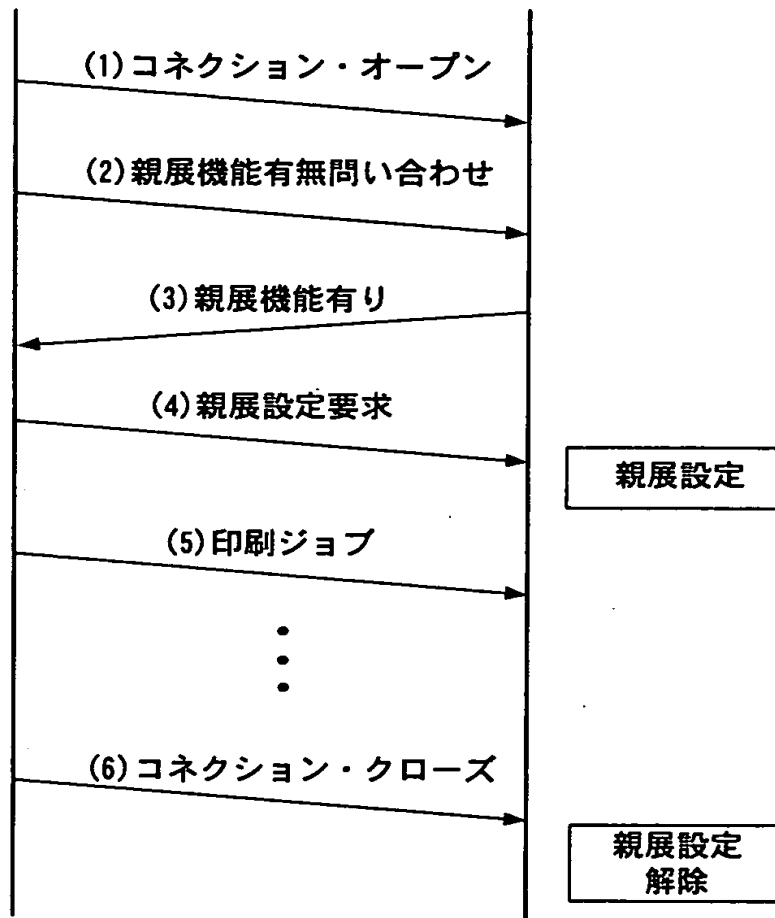 (1)コネクション・オープン
(2)親展機能有無問い合わせ
(3)親展機能有り
(4)親展設定要求
親展設定
(5)印刷ジョブ
(6)コネクション・クローズ
親展設定
解除